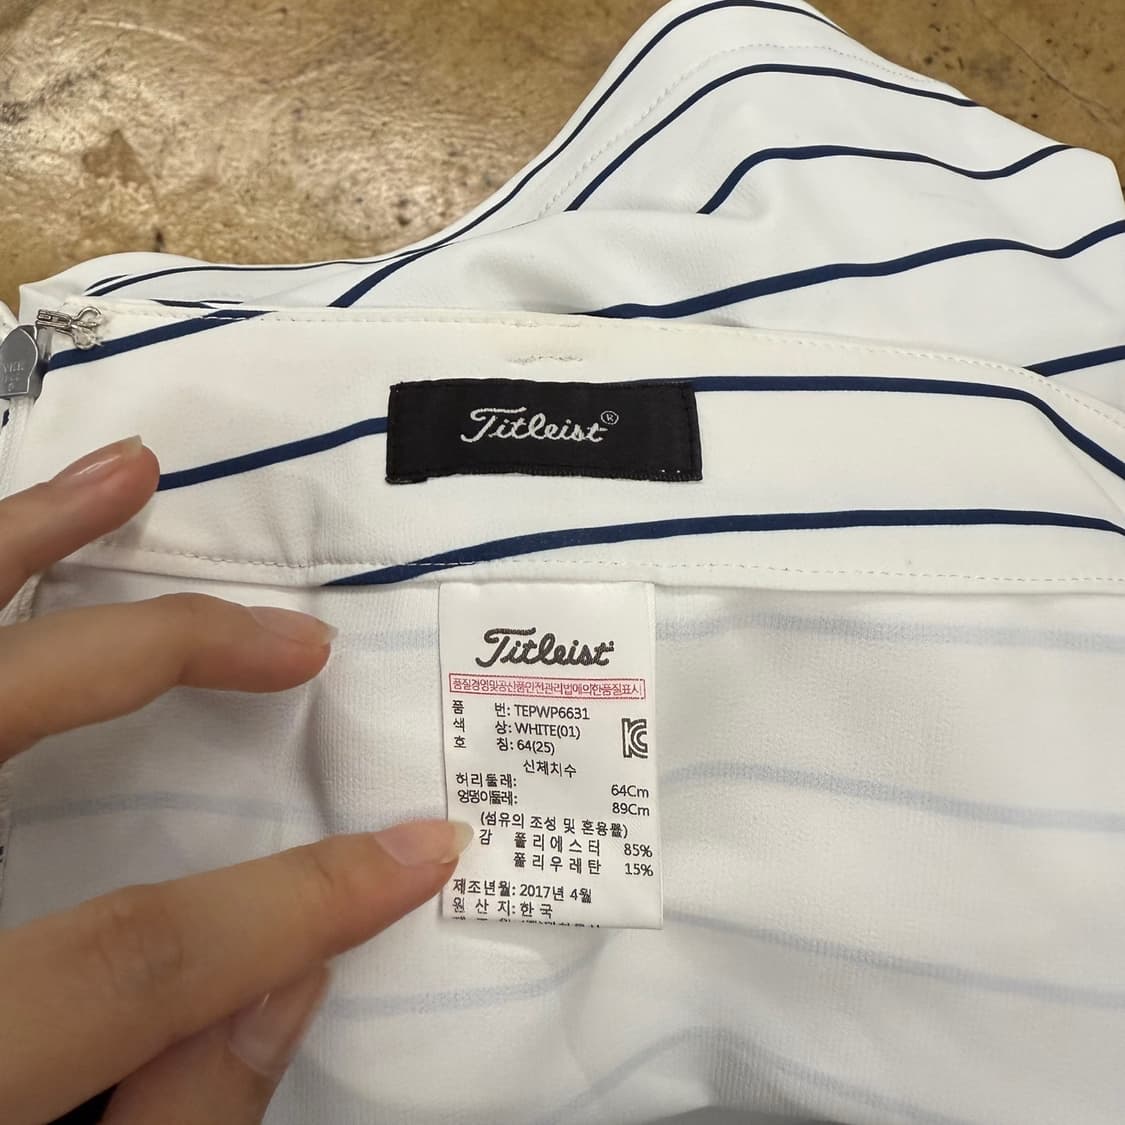 Titleist®
Titleist
품질경영및공산품안전관리법에의한품질표시
품 번: TEPWP6631
색 상: WHITE(01)
호 칭: 64(25)
신체치수
허리둘레: 64Cm
엉덩이둘레: 89Cm
(섬유의 조성 및 혼용률)
감 폴리에스터 85%
폴리우레탄 15%
제조년월: 2017년 4월
원 산 지: 한 국